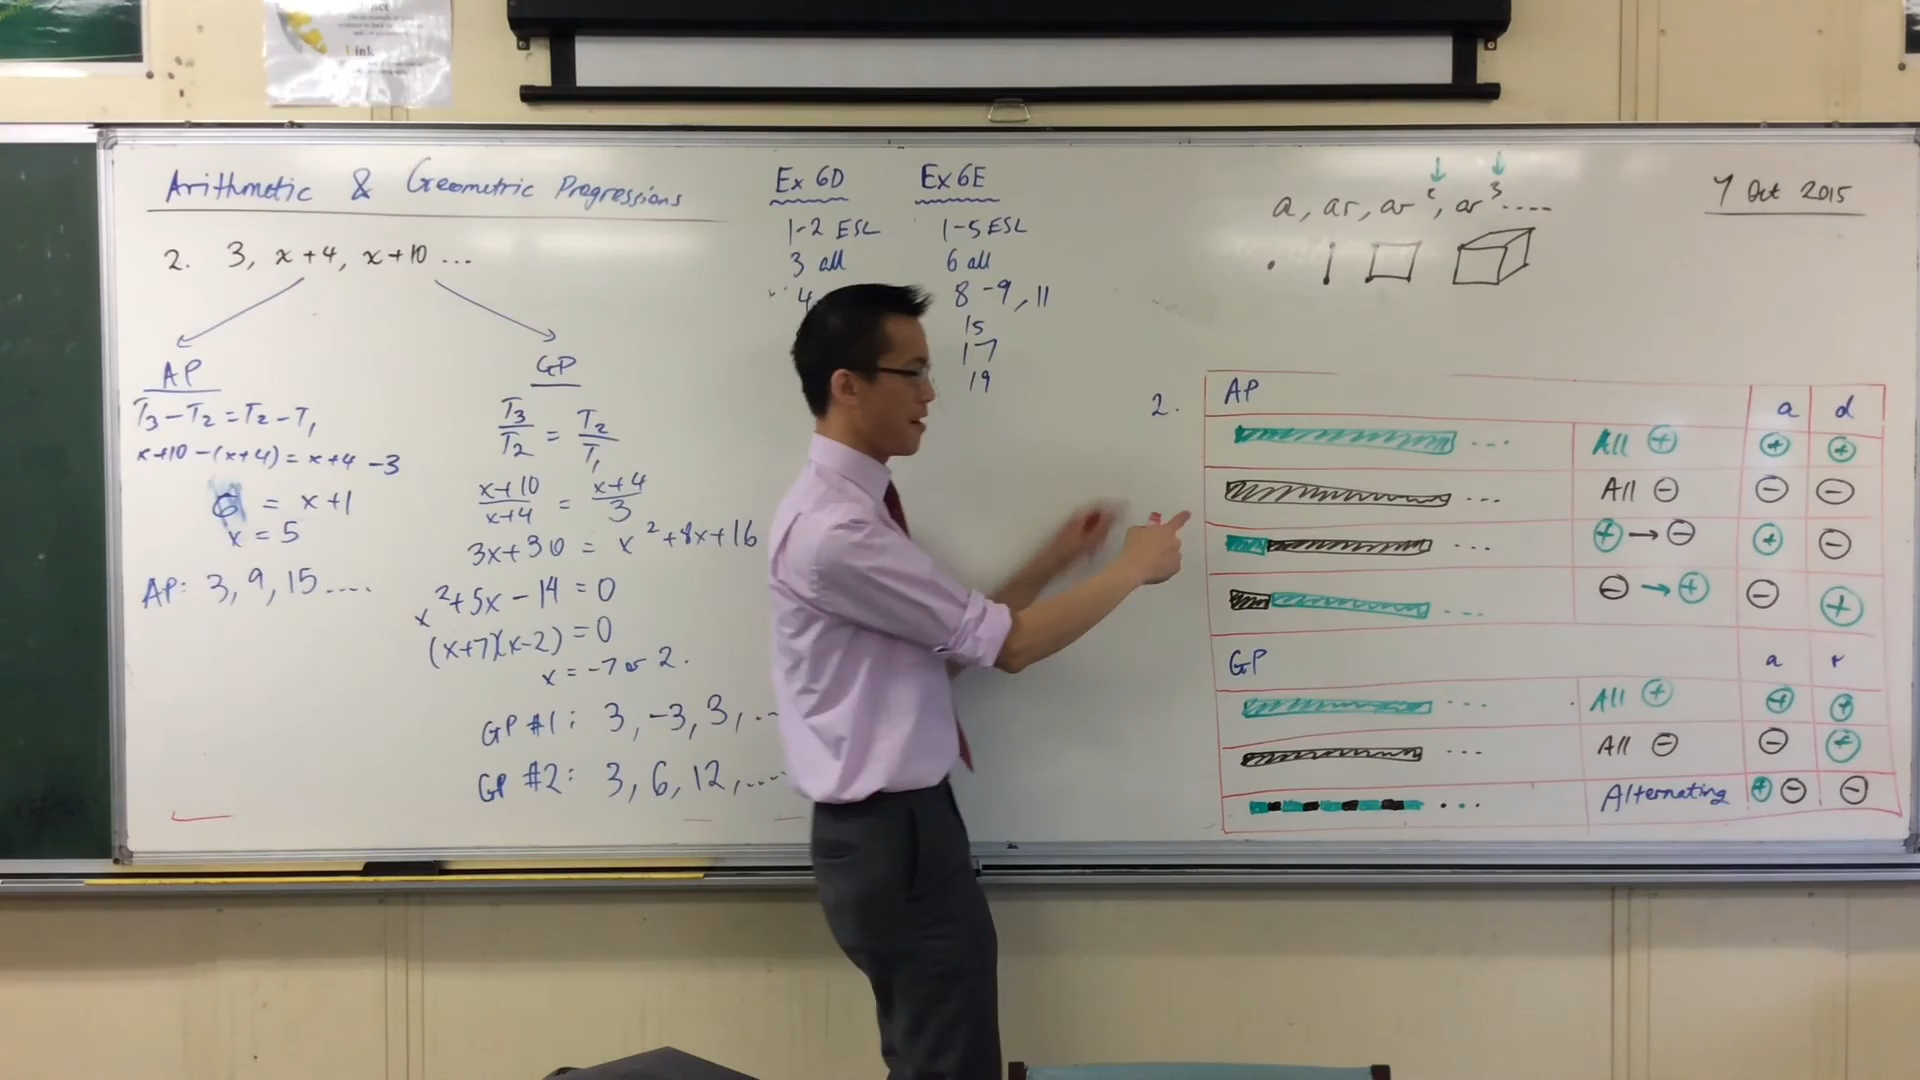 Link
Arithmetic & Geometric Progressions
2. 3, x+4, x+10 ...
AP
T₃-T₂ = T₂-T₁
x+10-(x+4) = x+4-3
6 = x+1
x = 5
AP: 3, 9, 15....
GP
T₃/T₂ = T₂/T₁
(x+10)/(x+4) = (x+4)/3
3x+30 = x²+8x+16
x²+5x-14 = 0
(x+7)(x-2) = 0
x = -7 or 2.
GP #1: 3, -3, 3, ..
GP #2: 3, 6, 12, ....
Ex 6D
1-2 ESL
3 all
4
Ex 6E
1-5 ESL
6 all
8-9, 11
15
17
19
a, ar, ar², ar³....
7 Oct 2015
2.
AP a d
... All ⊕ ⊕ ⊕
... All ⊖ ⊖ ⊖
... ⊕→⊖ ⊕ ⊖
... ⊖→⊕ ⊖ ⊕
GP a r
... All ⊕ ⊕ ⊕
... All ⊖ ⊖ ⊕
... Alternating ⊕⊖ ⊖